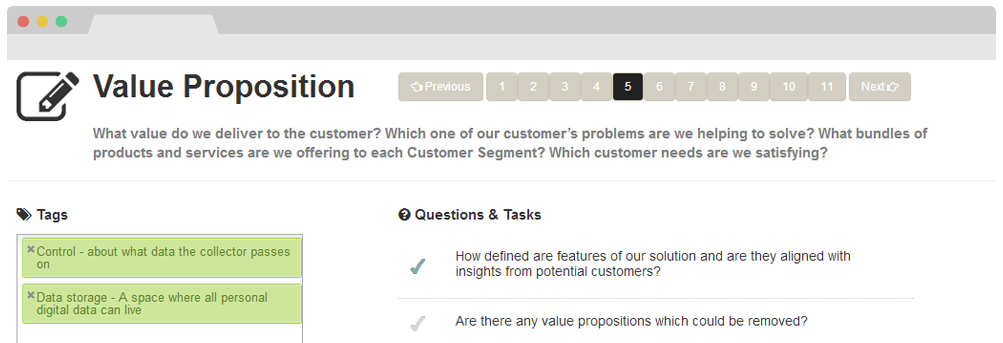 Value Proposition
Previous 1 2 3 4 5 6 7 8 9 10 11 Next
What value do we deliver to the customer? Which one of our customer's problems are we helping to solve? What bundles of
products and services are we offering to each Customer Segment? Which customer needs are we satisfying?
Tags
Control - about what data the collector passes
on
Data storage - A space where all personal
digital data can live
Questions & Tasks
How defined are features of our solution and are they aligned with
insights from potential customers?
Are there any value propositions which could be removed?